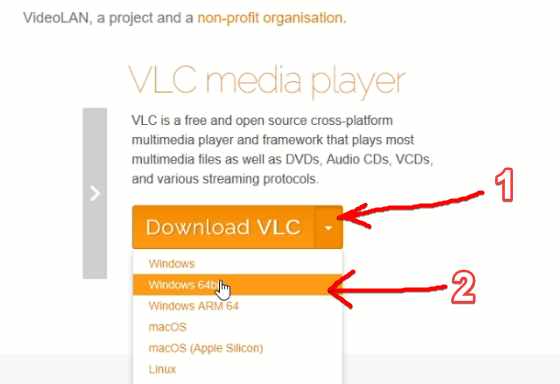 VideoLAN, a project and a non-profit organisation.
VLC media player
VLC is a free and open source cross-platform
multimedia player and framework that plays most
multimedia files as well as DVDs, Audio CDs, VCDs,
and various streaming protocols.
1
Download VLC
Windows
Windows 64bit
2
Windows ARM 64
macOS
macOS (Apple Silicon)
Linux